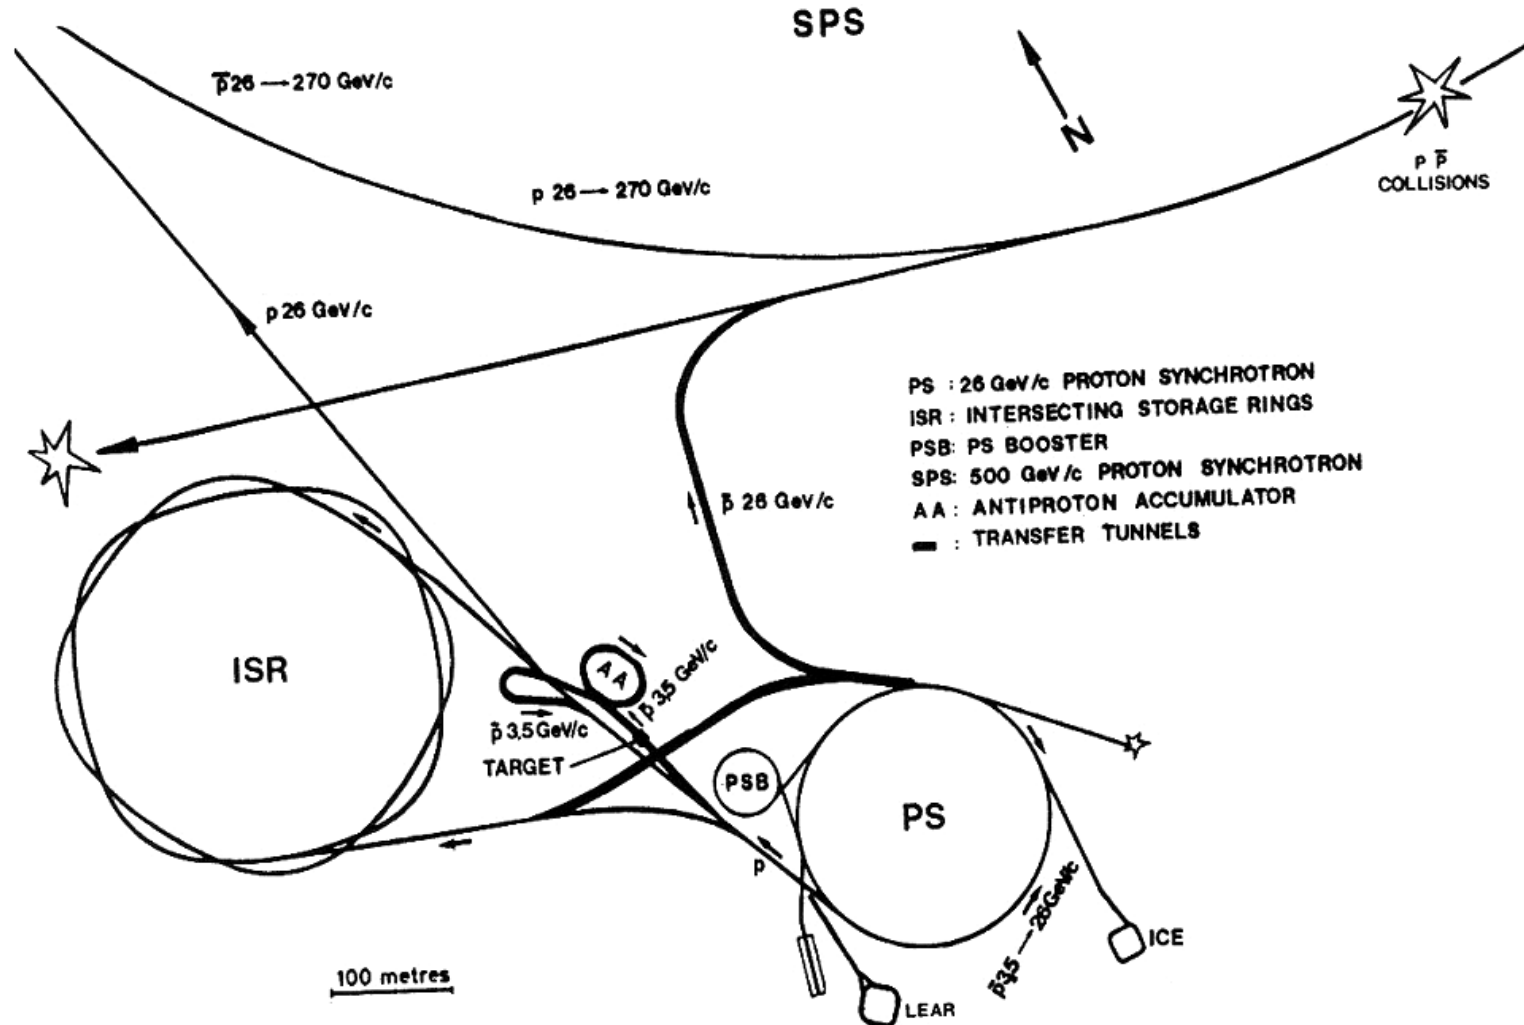 SPS
p̄ 26 → 270 GeV/c
N
p p̄
COLLISIONS
p 26 → 270 GeV/c
p 26 GeV/c
PS : 26 GeV/c PROTON SYNCHROTRON
ISR : INTERSECTING STORAGE RINGS
PSB: PS BOOSTER
SPS: 500 GeV/c PROTON SYNCHROTRON
AA : ANTIPROTON ACCUMULATOR
: TRANSFER TUNNELS
p̄ 26 GeV/c
ISR
AA
p̄ 3,5 GeV/c
p̄ 3,5 GeV/c
TARGET
PSB
PS
p
p̄ 3,5 → 26 GeV/c
ICE
100 metres
LEAR